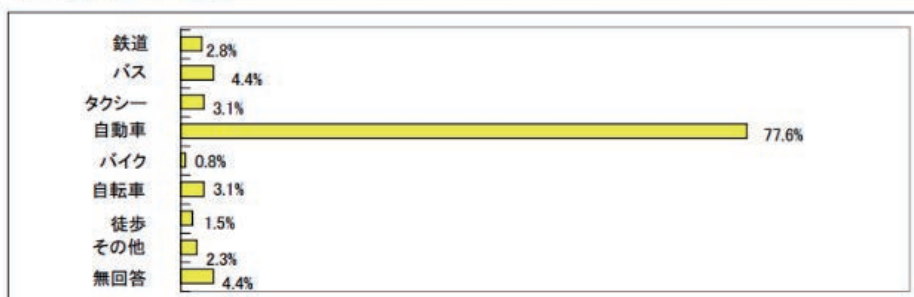 鉄道 2.8%
バス 4.4%
タクシー 3.1%
自動車 77.6%
バイク 0.8%
自転車 3.1%
徒歩 1.5%
その他 2.3%
無回答 4.4%